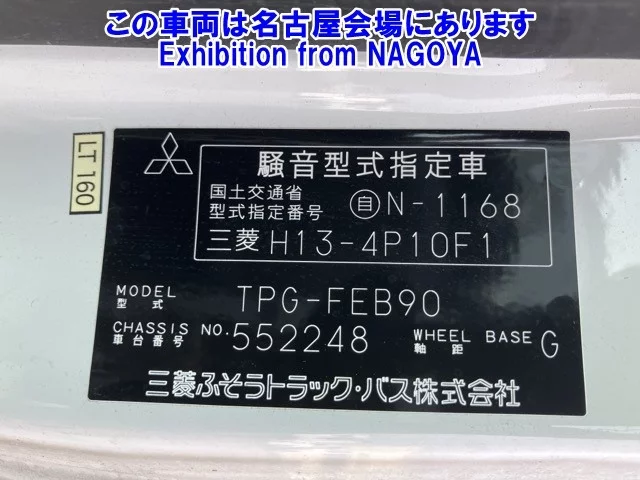 この車両は名古屋会場にあります
Exhibition from NAGOYA
LT 160
騒音型式指定車
国土交通省
型式指定番号 自 N-1168
三菱 H13-4P10F1
MODEL
型式 TPG-FEB90
CHASSIS NO.
車台番号 552248
WHEEL BASE
軸距 G
三菱ふそうトラック・バス株式会社